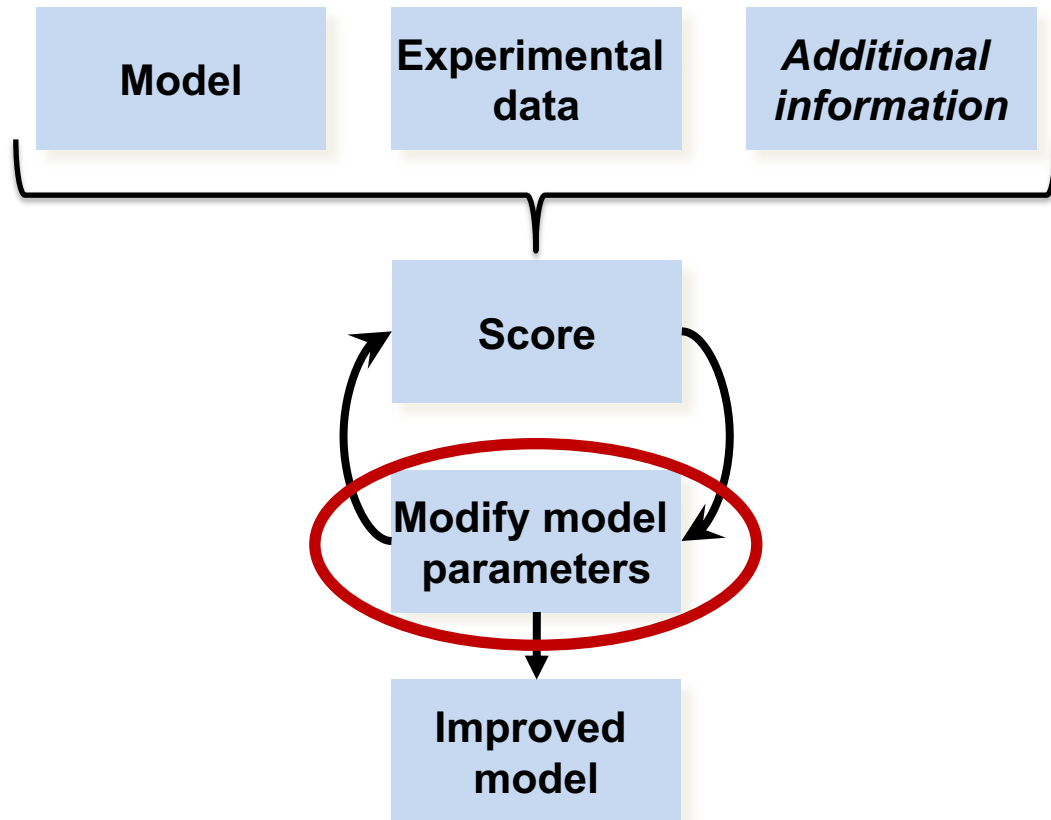 Model
Experimental
data
Additional
information
Score
Modify model
parameters
Improved
model